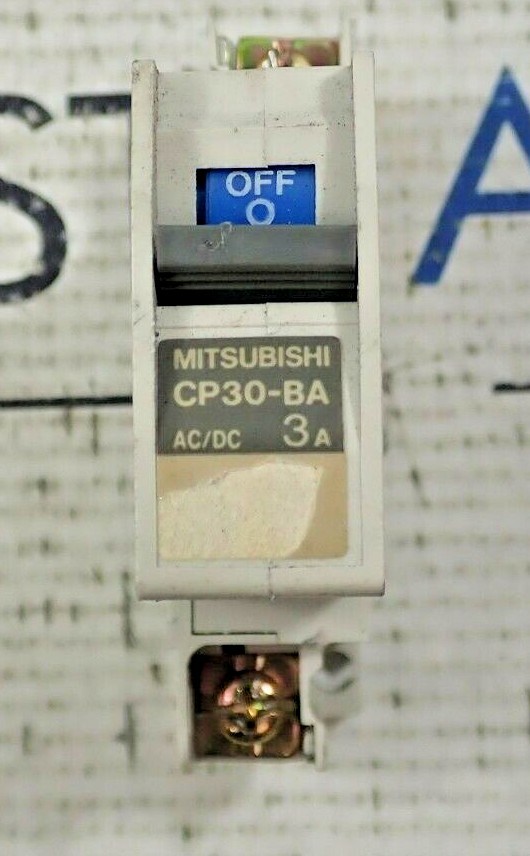 OFF
O
MITSUBISHI
CP30-BA
AC/DC 3A